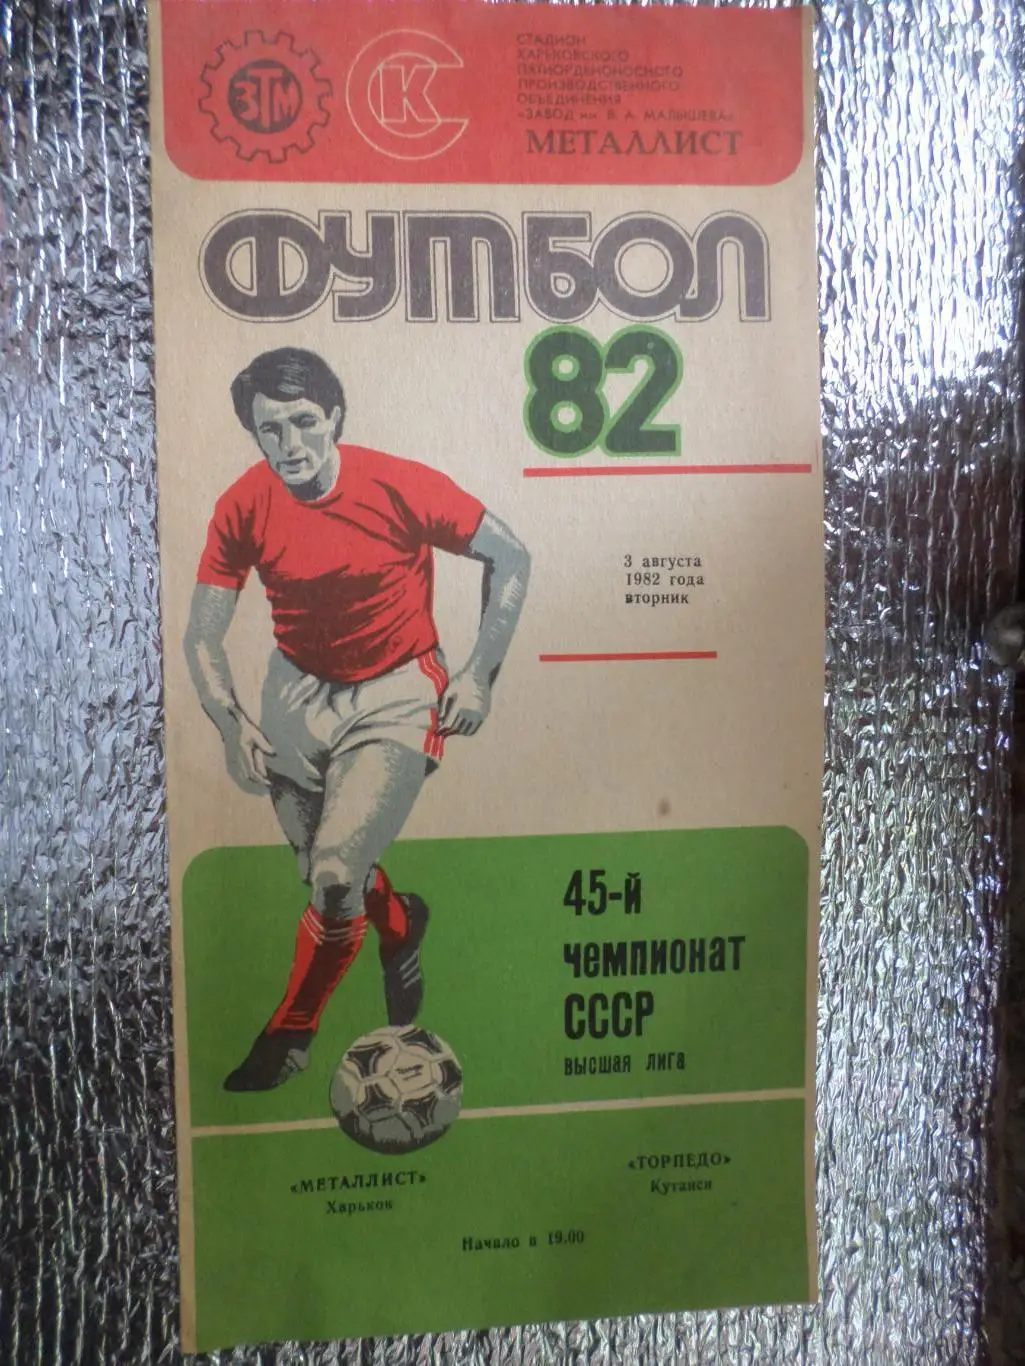 ЗТМ
СК
СТАДИОН
ХАРЬКОВСКОГО
ПЯТИОРДЕНОНОСНОГО
ПРОИЗВОДСТВЕННОГО
ОБЪЕДИНЕНИЯ
«ЗАВОД им В. А. МАЛЫШЕВА»
МЕТАЛЛИСТ
ФУТБОЛ
82
3 августа
1982 года
вторник
45-й
чемпионат
СССР
высшая лига
«МЕТАЛЛИСТ»
Харьков
«ТОРПЕДО»
Кутаиси
Начало в 19.00